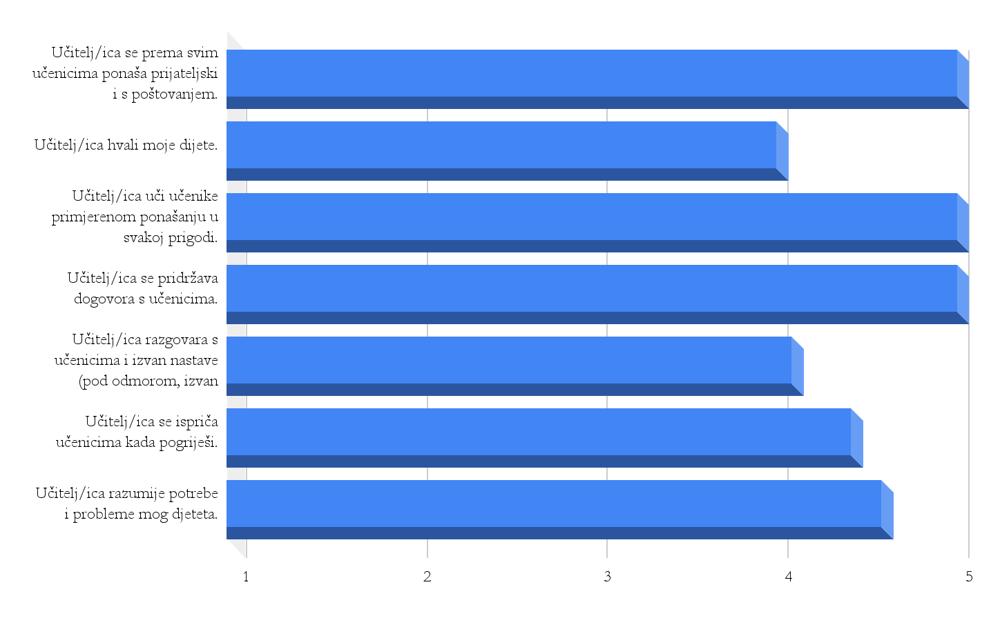 Učitelj/ica se prema svim
učenicima ponaša prijateljski
i s poštovanjem.
Učitelj/ica hvali moje dijete.
Učitelj/ica uči učenike
primjerenom ponašanju u
svakoj prigodi.
Učitelj/ica se pridržava
dogovora s učenicima.
Učitelj/ica razgovara s
učenicima i izvan nastave
(pod odmorom, izvan
Učitelj/ica se ispriča
učenicima kada pogriješi.
Učitelj/ica razumije potrebe
i probleme mog djeteta.
1 2 3 4 5